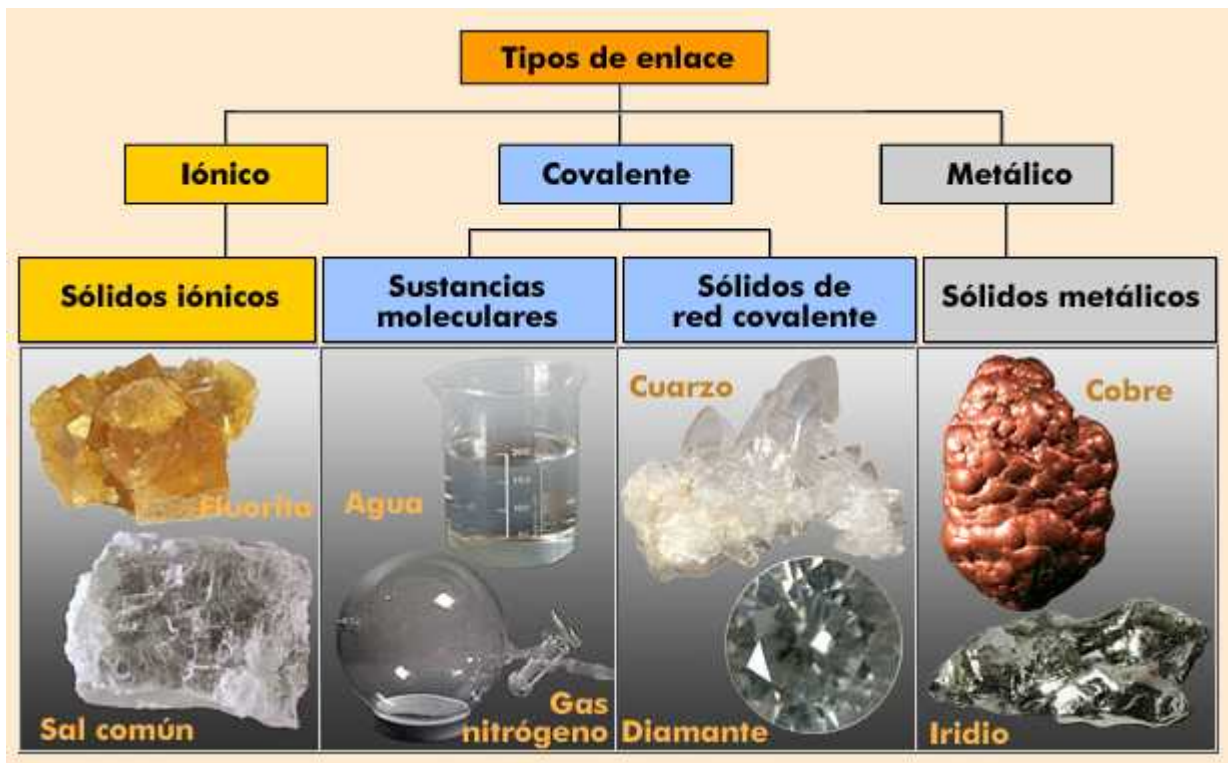 Tipos de enlace
Iónico
Covalente
Metálico
Sólidos iónicos
Sustancias
moleculares
Sólidos de
red covalente
Sólidos metálicos
Fluorita
Sal común
Agua
Gas
nitrógeno
Cuarzo
Diamante
Cobre
Iridio